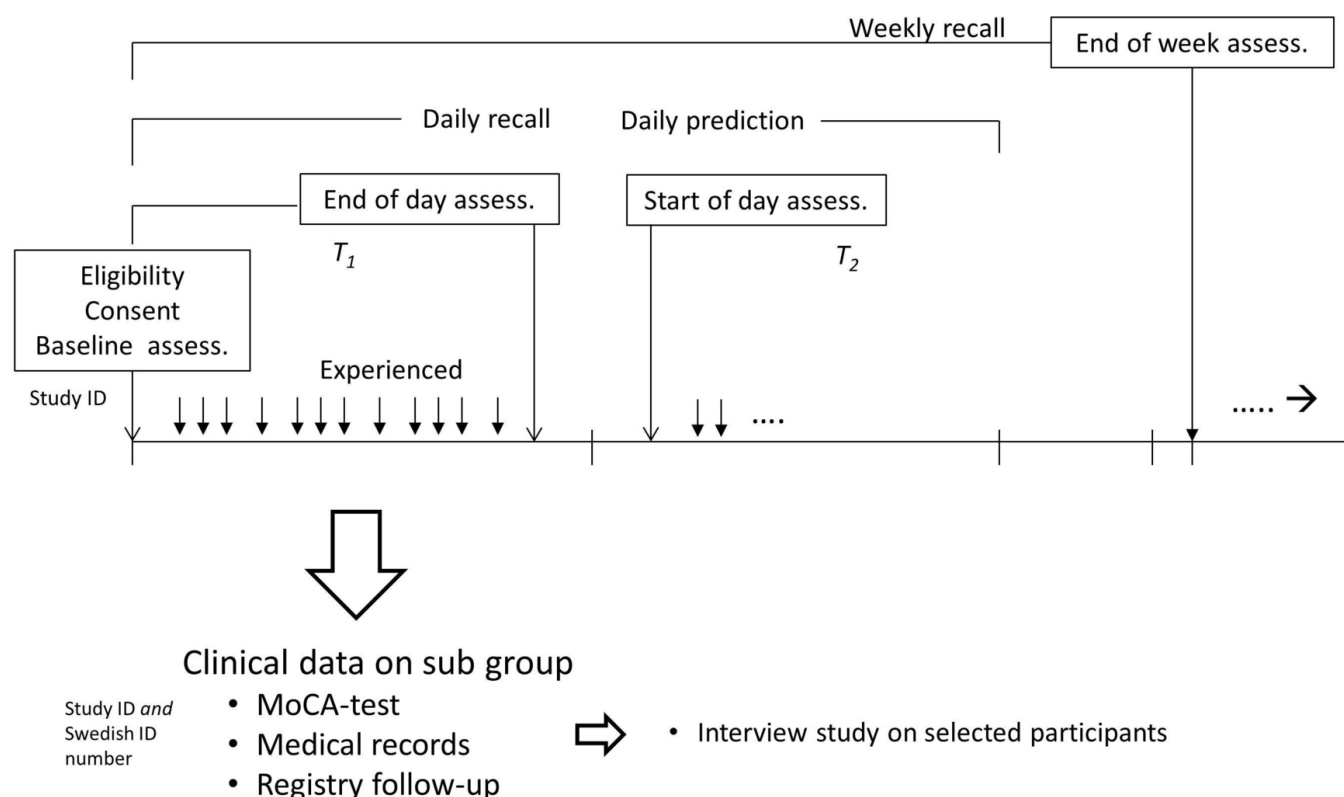 Weekly recall
End of week assess.
Daily recall
Daily prediction
End of day assess.
Start of day assess.
T1
T2
Eligibility
Consent
Baseline assess.
Experienced
Study ID
....
.....
Clinical data on sub group
Study ID and
Swedish ID
number
• MoCA-test
• Medical records
• Registry follow-up
• Interview study on selected participants